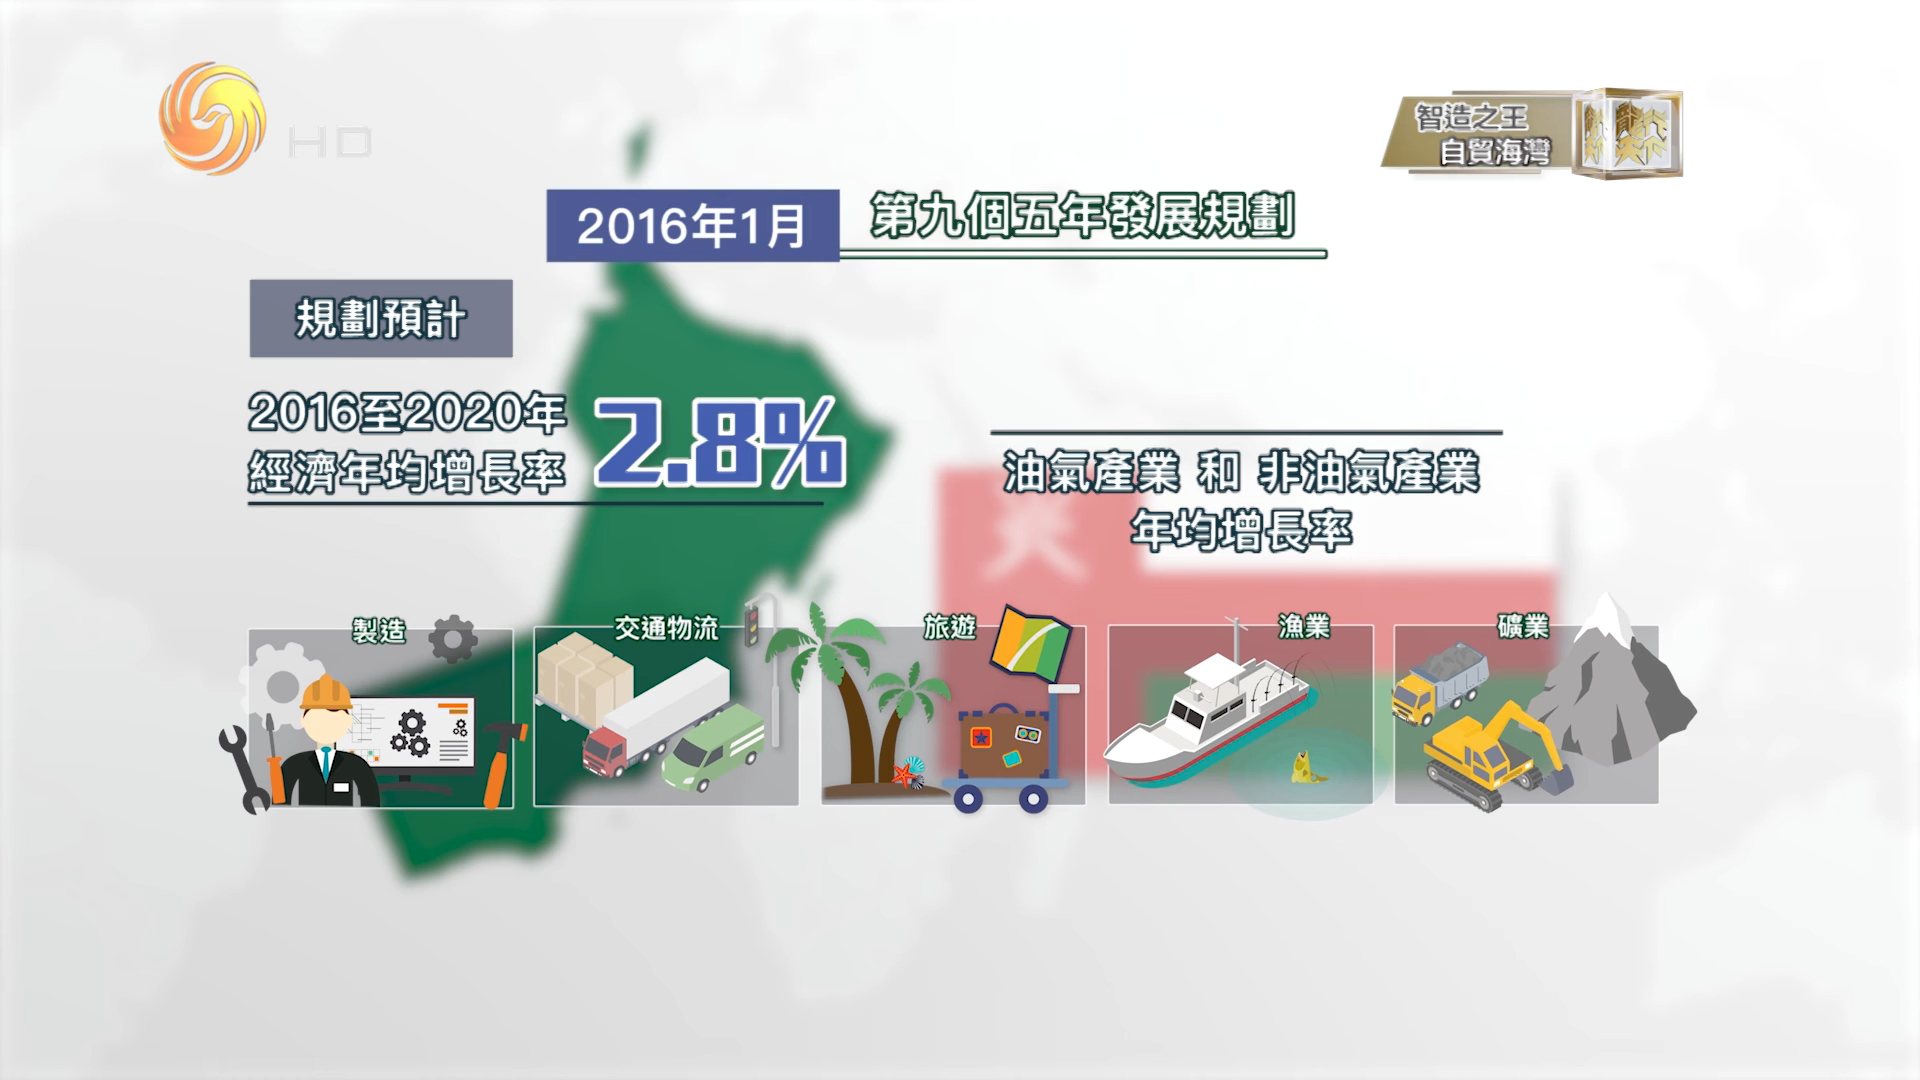 HD
智造之王
自貿海灣
2016年1月
第九個五年發展規劃
規劃預計
2016至2020年
經濟年均增長率
2.8%
油氣產業 和 非油氣產業
年均增長率
製造
交通物流
旅遊
漁業
礦業